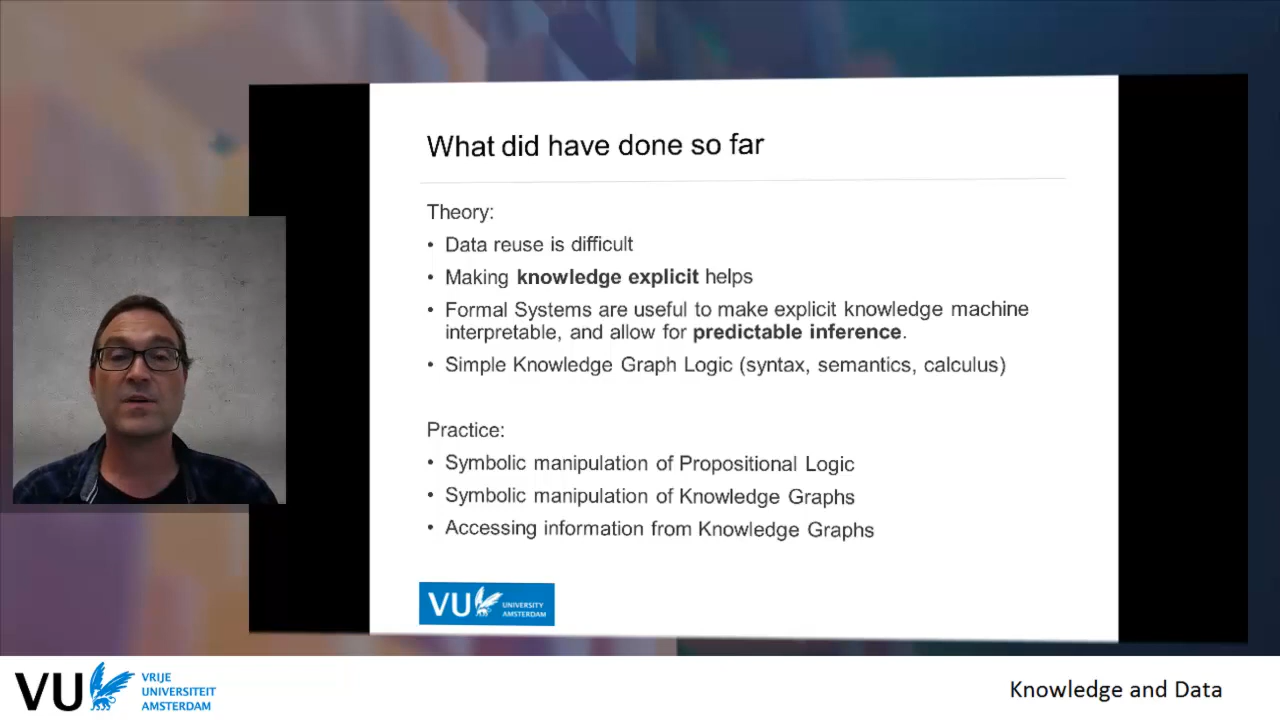 What did have done so far
Theory:
• Data reuse is difficult
• Making knowledge explicit helps
• Formal Systems are useful to make explicit knowledge machine
interpretable, and allow for predictable inference.
• Simple Knowledge Graph Logic (syntax, semantics, calculus)
Practice:
• Symbolic manipulation of Propositional Logic
• Symbolic manipulation of Knowledge Graphs
• Accessing information from Knowledge Graphs
VU UNIVERSITY
AMSTERDAM
VU VRIJE
UNIVERSITEIT
AMSTERDAM
Knowledge and Data